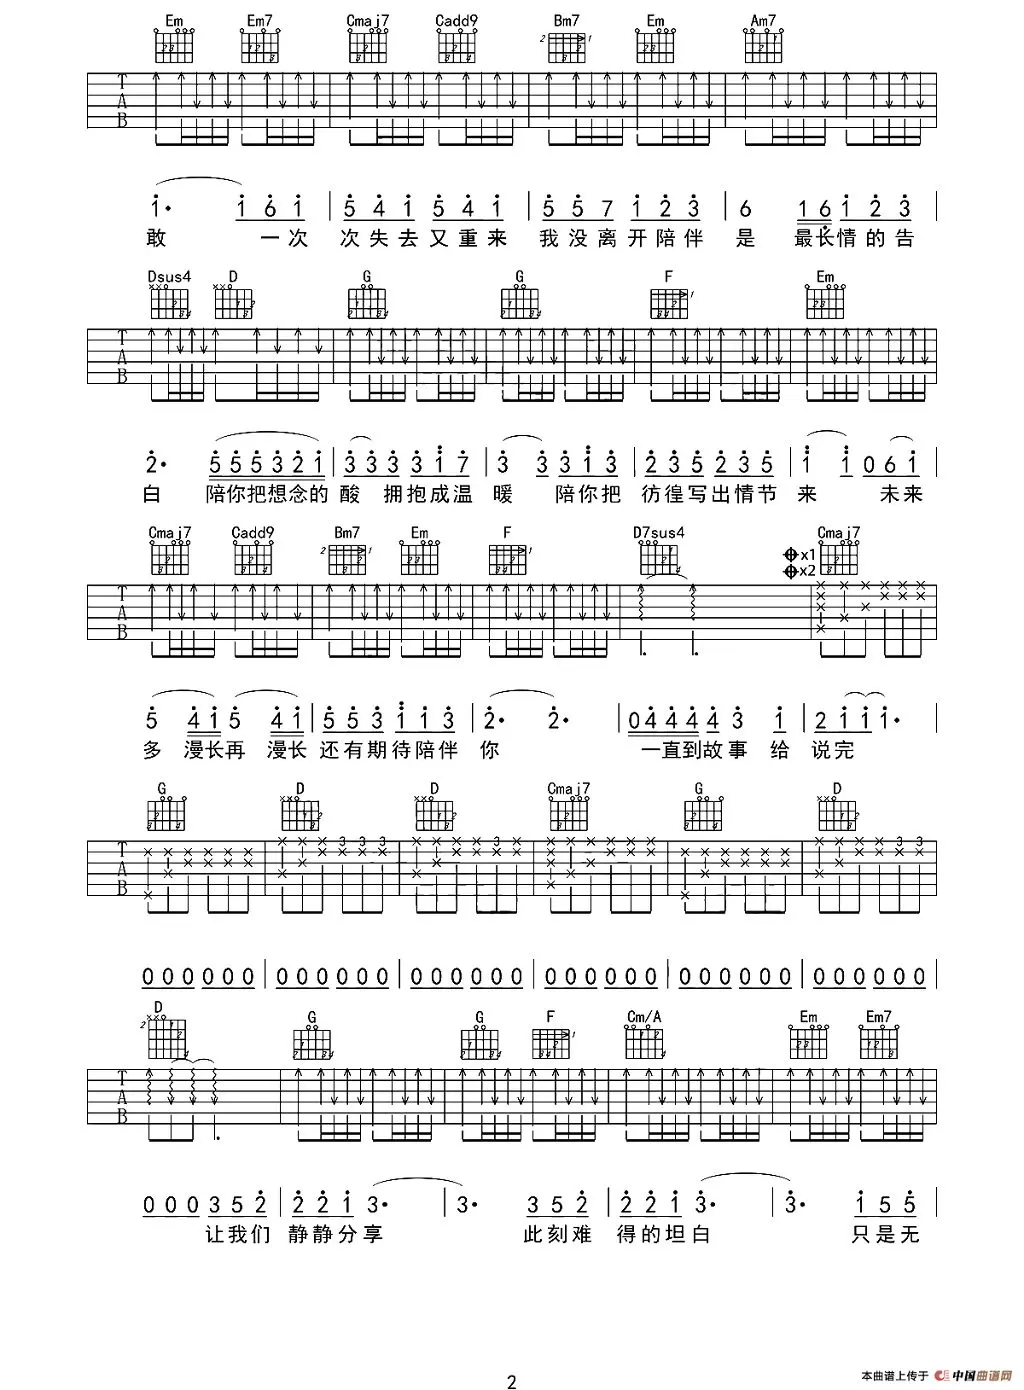 Em Em7 Cmaj7 Cadd9 Bm7 Em Am7
T
A
B
1· 1 6 1 | 5 4 1 5 4 1 | 5 5 7 1 2 3 | 6 1 6 1 2 3 |
敢 一次 次失去又重来 我没离开陪伴 是 最长情的告
Dsus4 D G G F Em
T
A
B
2· 5 5 5 3 2 1 | 3 3 3 3 1 7 | 3 3 3 1 3 | 2 3 5 2 3 5 | 1 1 0 6 1 |
白 陪你把想念的 酸 拥抱成温 暖 陪你把 彷徨写出情节 来 未来
Cmaj7 Cadd9 Bm7 Em F D7sus4 x1 Cmaj7
x2
T
A
B
5 4 1 5 4 1 | 5 5 3 1 1 3 | 2· 2· | 0 4 4 4 4 3 1 | 2 1 1 1· |
多 漫长再 漫长 还有期待陪伴 你 一直到故事 给 说完
G D D Cmaj7 G D
T
A
B
3 3 3 3 3 3
0 0 0 0 0 0 | 0 0 0 0 0 0 | 0 0 0 0 0 0 | 0 0 0 0 0 0 | 0 0 0 0 0 0 | 0 0 0 0 0 0 |
D G G F Cm/A Em Em7
T
A
B
0 0 0 3 5 2 | 2 2 1 3· | 3· 3 5 2 | 2 2 1 3· | 3· 1 5 5 |
让我们 静静分享 此刻难 得的坦白 只是无
2
本曲谱上传于 中国曲谱网